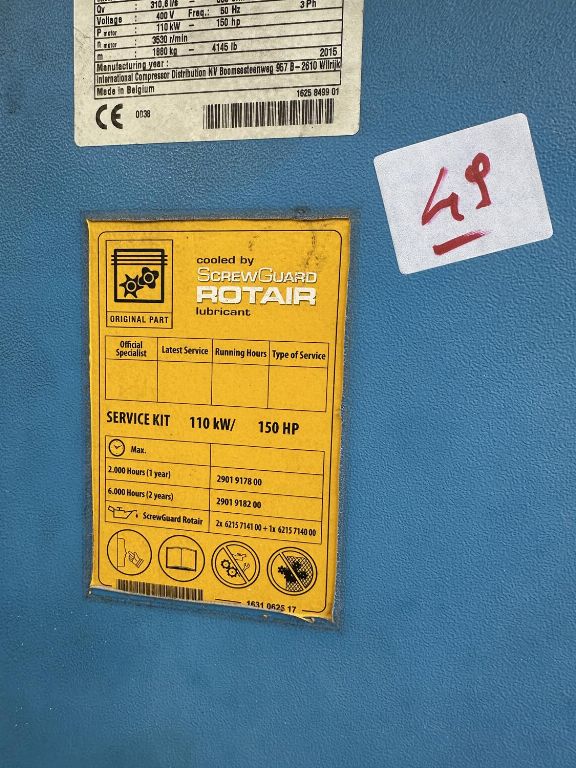 Qv : 310,8 l/s –
Voltage : 400 V Freq.: 50 Hz 3 Ph
P motor : 110 kW – 150 hp
n motor : 3530 r/min
m : 1880 kg – 4145 lb
Manufacturing year : 2015
International Compressor Distribution NV Boomsesteenweg 957 B – 2610 Wilrijk
Made in Belgium
1625 8499 01
CE 0038
49
cooled by
SCREWGUARD
ROTAIR
lubricant
ORIGINAL PART
Official Specialist Latest Service Running Hours Type of Service
SERVICE KIT 110 kW/ 150 HP
Max.
2.000 Hours (1 year) 2901 9178 00
6.000 Hours (2 years) 2901 9182 00
ScrewGuard Rotair 2x 6215 7141 00 + 1x 6215 7140 00
1631 0625 17